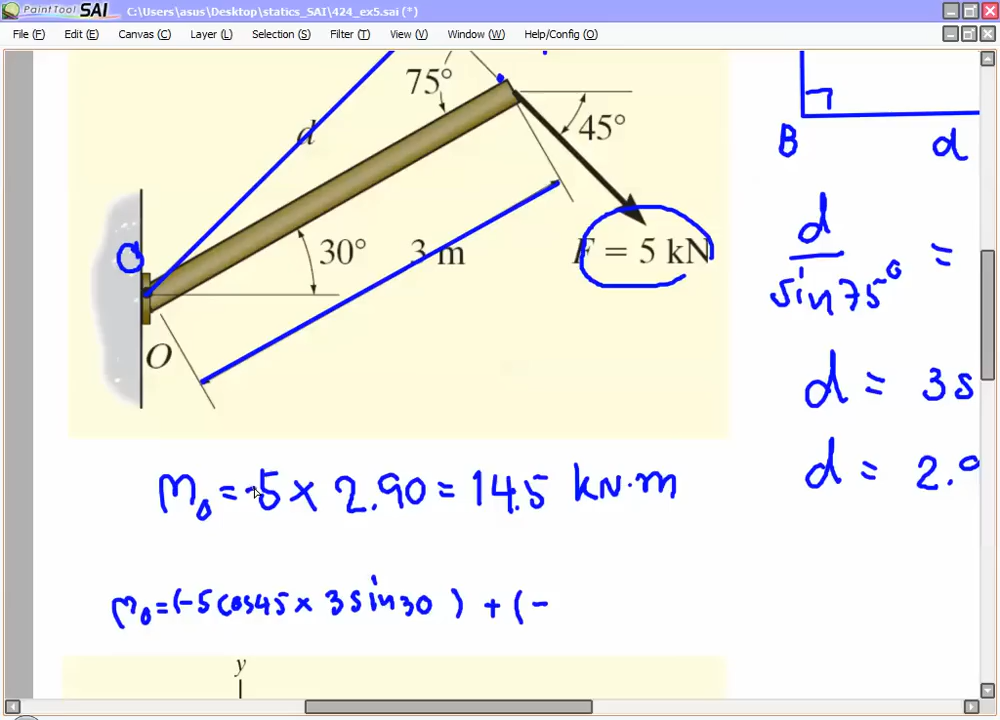 PaintTool SAI C:\Users\asus\Desktop\statics_SAI\424_ex5.sai (*)
File (F) Edit (E) Canvas (C) Layer (L) Selection (S) Filter (T) View (V) Window (W) Help/Config (O)
75°
d
45°
B d
O
30°
3 m
F = 5 kN
d/sin75° =
O
d = 3s
d = 2.9
M₀ = -5 × 2.90 = 14.5 kN·m
M₀ = (-5cos45 × 3sin30 ) + (-
y